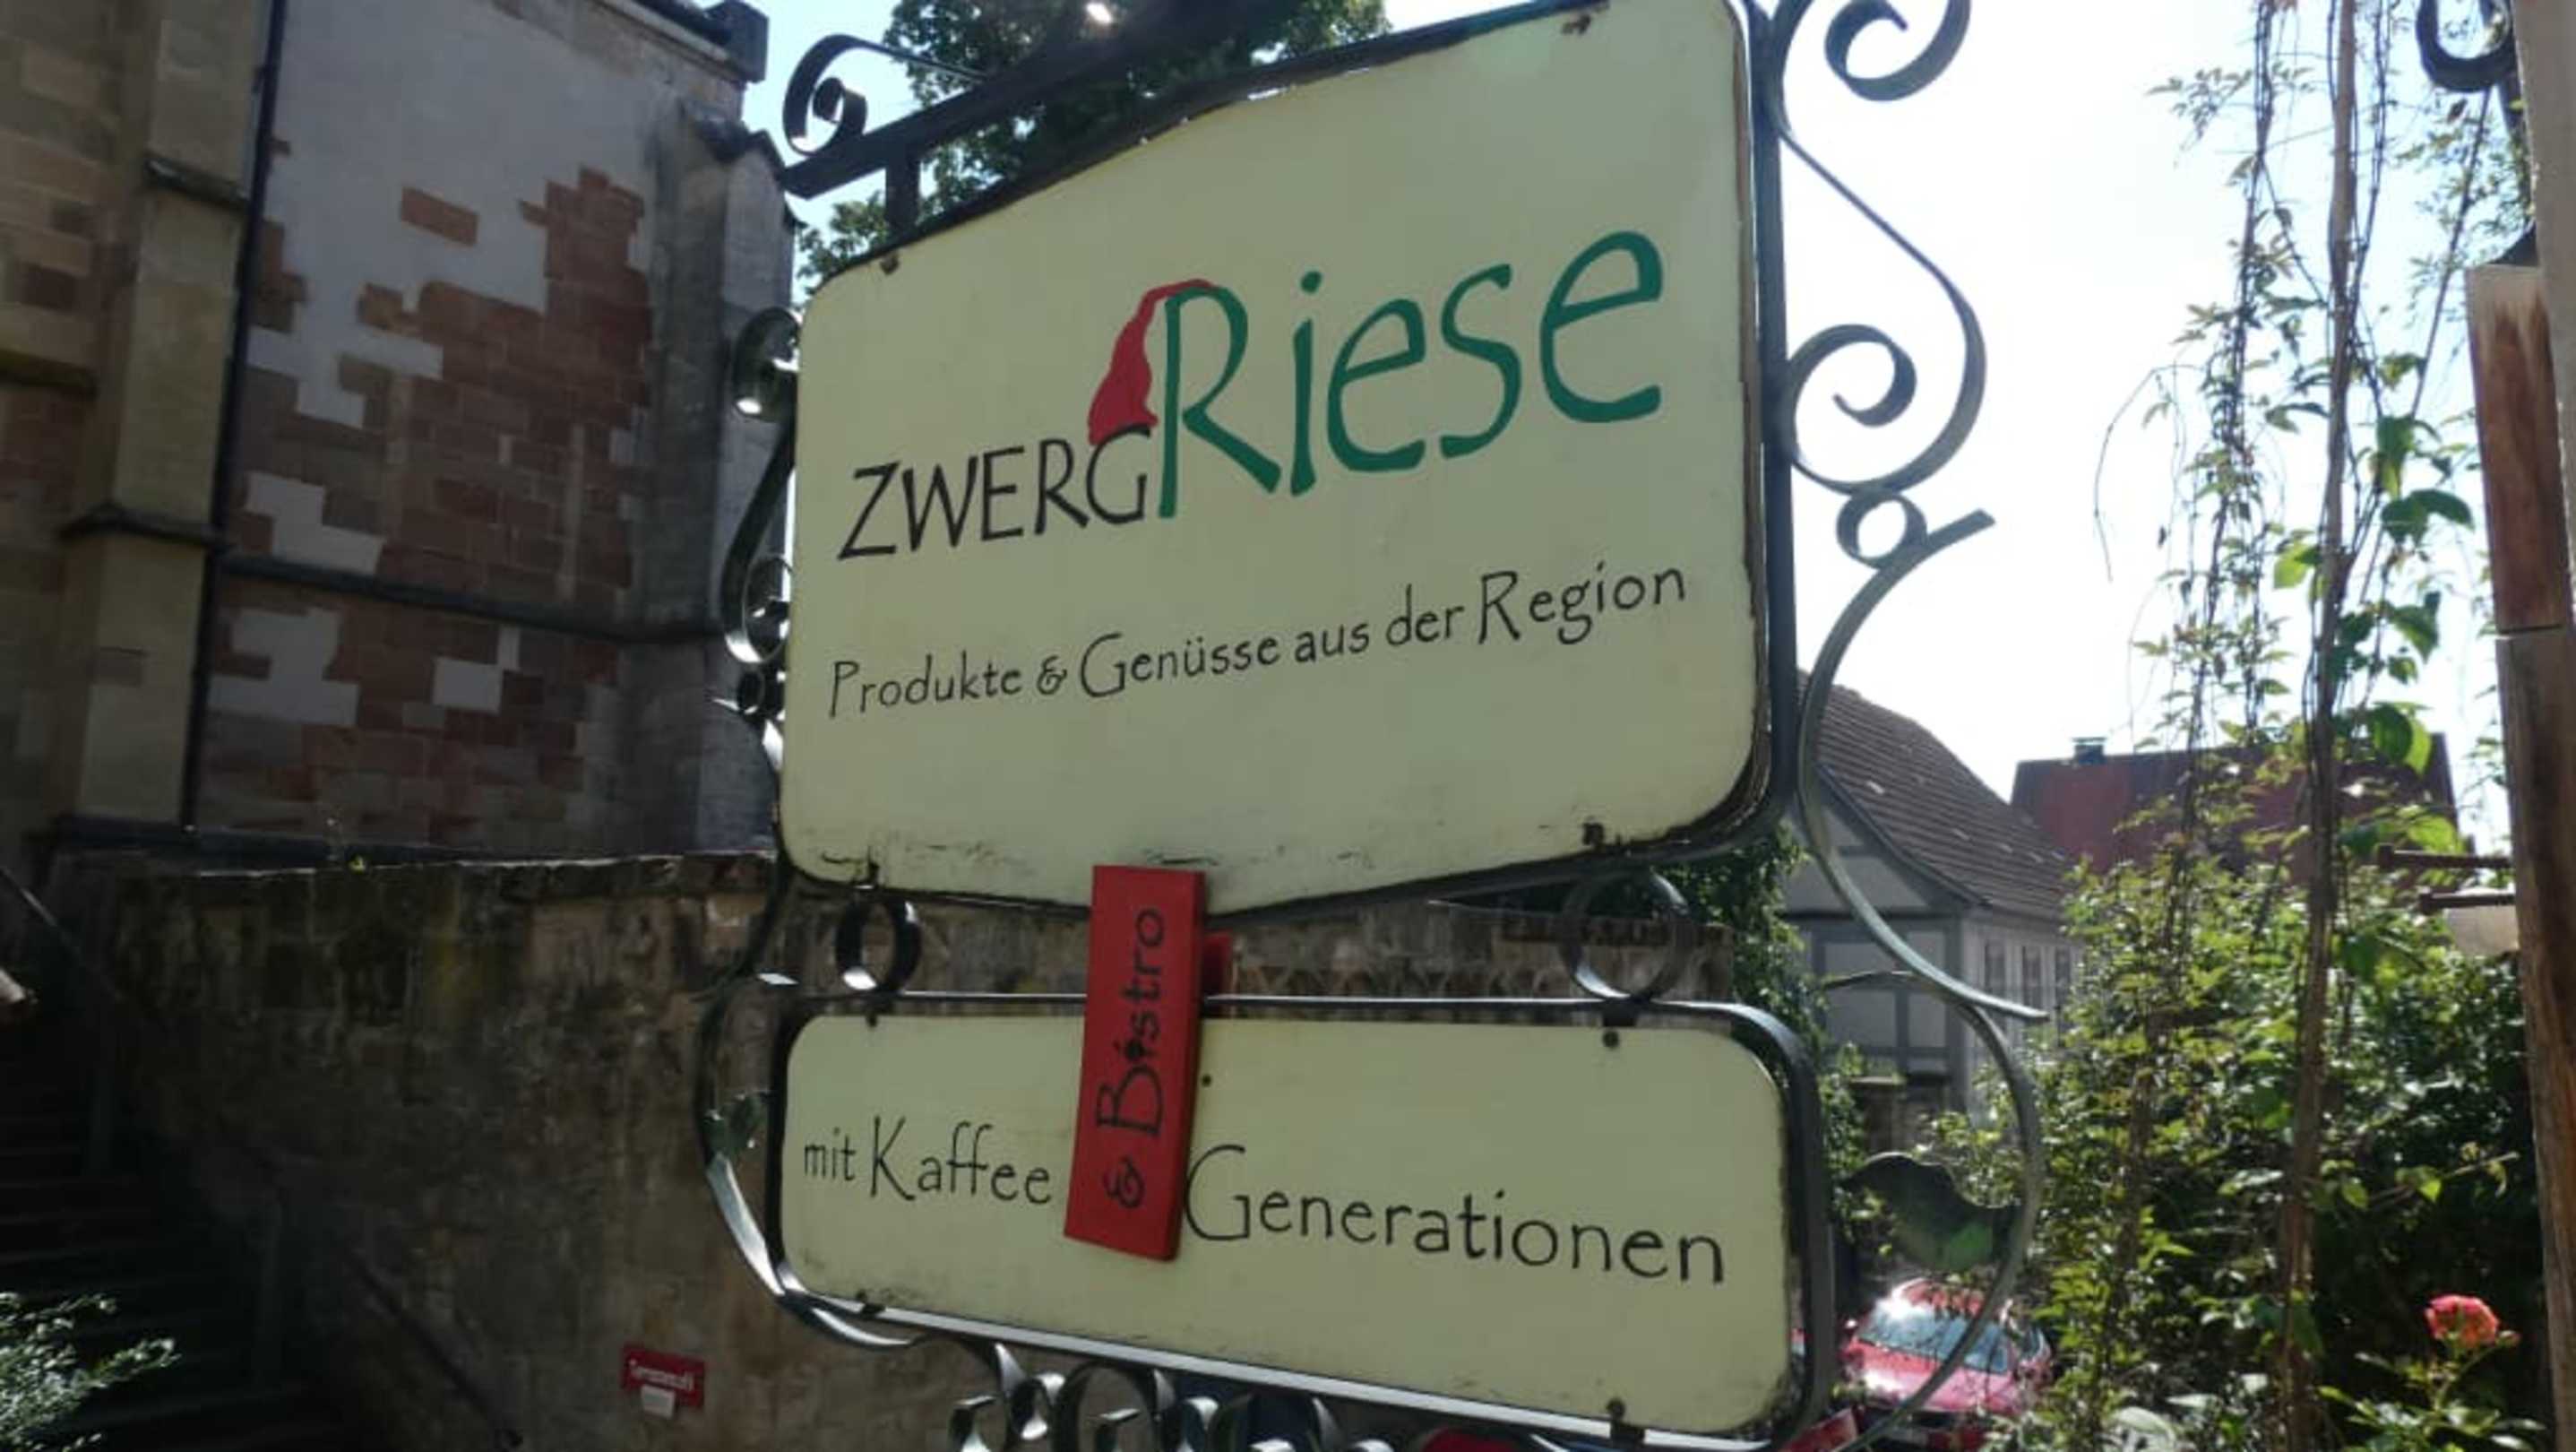 ZWERGRiese
Produkte & Genüsse aus der Region
& Bistro
mit Kaffee
Generationen